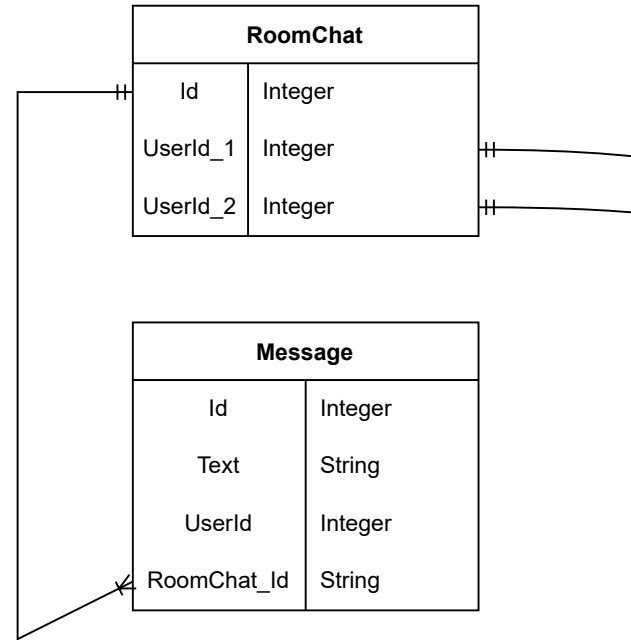 RoomChat
Id Integer
UserId_1 Integer
UserId_2 Integer
Message
Id Integer
Text String
UserId Integer
RoomChat_Id String